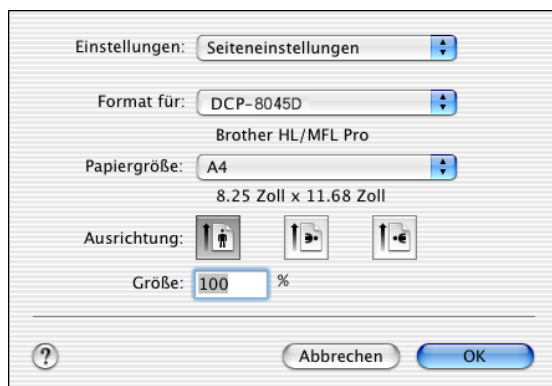 Einstellungen: Seiteneinstellungen
Format für: DCP-8045D
Brother HL/MFL Pro
Papiergröße: A4
8.25 Zoll x 11.68 Zoll
Ausrichtung:
Größe: 100 %
? Abbrechen OK